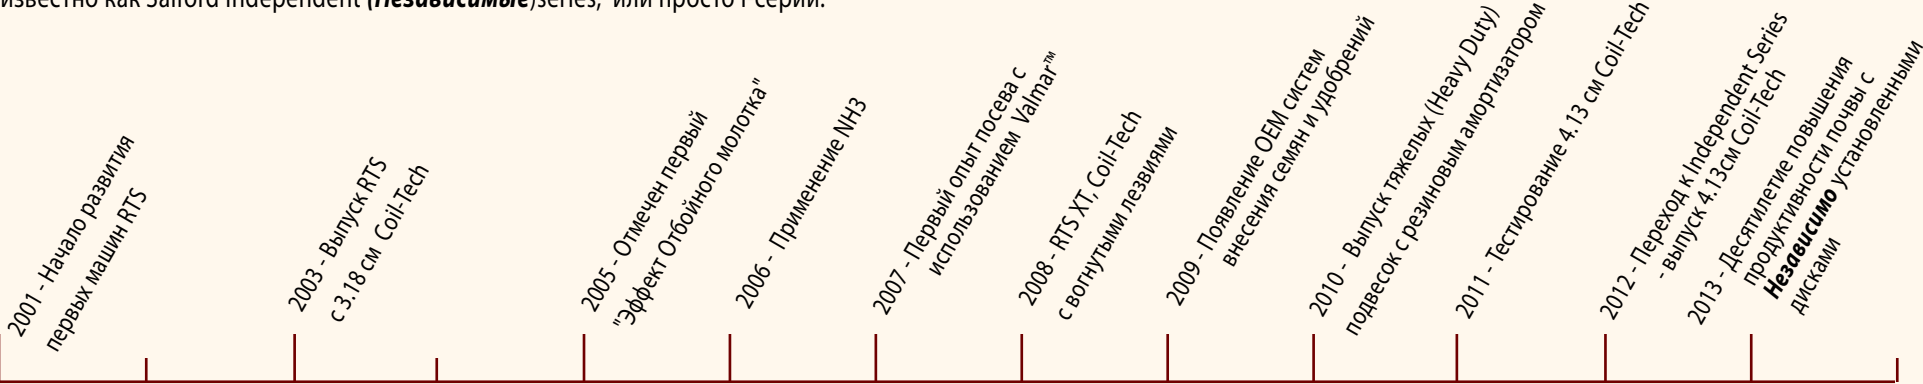 известно как Salford Independent (Независимые)series, или просто I-серии.
2001 - Начало развития
первых машин RTS
2003 - Выпуск RTS
с 3.18 см Coil-Tech
2005 - Отмечен первый
"Эффект Отбойного молотка"
2006 - Применение NH3
2007 - Первый опыт посева с
использованием Valmar™
2008 - RTS XT, Coil-Tech
с вогнутыми лезвиями
2009 - Появление OEM систем
внесения семян и удобрений
2010 - Выпуск тяжелых (Heavy Duty)
подвесок с резиновым амортизатором
2011 - Тестирование 4.13 см Coil-Tech
2012 - Переход к Independent Series
- выпуск 4.13см Coil-Tech
2013 - Десятилетие повышения
продуктивности почвы с
Независимо установленными
дисками